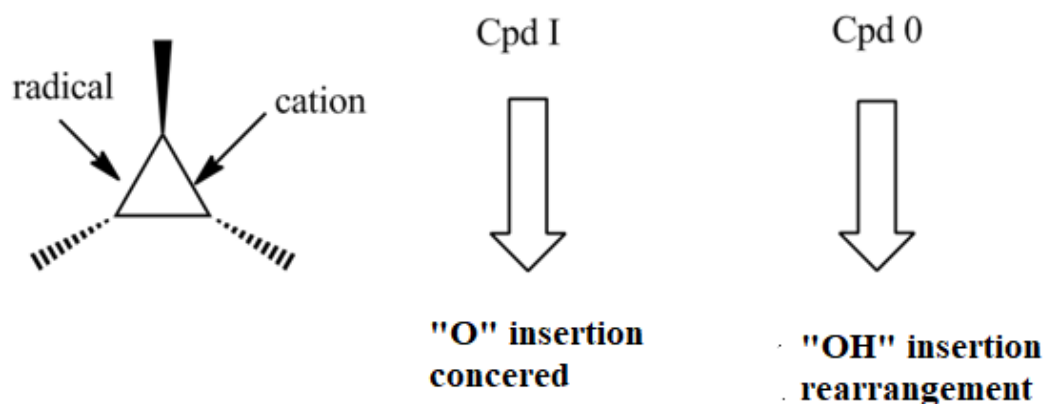 radical
cation
Cpd I
Cpd 0
"O" insertion
concered
"OH" insertion
rearrangement